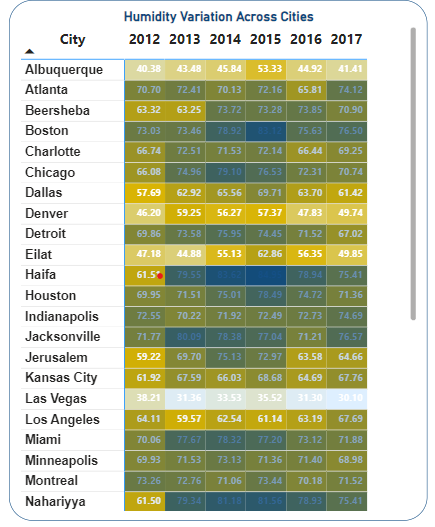 Humidity Variation Across Cities
City 2012 2013 2014 2015 2016 2017
Albuquerque 40.38 43.48 45.84 53.33 44.92 41.41
Atlanta 70.70 72.41 70.13 72.16 65.81 74.12
Beersheba 63.32 63.25 73.72 73.28 73.85 70.90
Boston 73.03 73.46 78.92 75.63 76.50
Charlotte 66.74 72.51 71.53 72.14 66.44 69.25
Chicago 66.08 74.96 79.10 76.53 72.31 70.74
Dallas 57.69 62.92 65.56 69.71 63.70 61.42
Denver 46.20 59.25 56.27 57.37 47.83 49.74
Detroit 69.86 73.58 75.95 74.45 71.52 67.02
Eilat 47.18 44.88 55.13 62.86 56.35 49.85
Haifa 79.55 78.94 75.41
Houston 69.95 71.51 75.01 78.49 74.72 71.36
Indianapolis 72.55 70.22 71.92 72.49 72.73 74.69
Jacksonville 71.77 80.09 78.38 77.04 71.21 76.57
Jerusalem 59.22 69.70 75.13 72.97 63.58 64.66
Kansas City 61.92 67.59 66.03 68.68 64.69 67.76
Las Vegas 38.21 31.36 33.53 35.52 31.30 30.10
Los Angeles 64.11 59.57 62.54 61.14 63.19 67.69
Miami 70.06 77.67 78.32 77.20 73.12 71.88
Minneapolis 69.93 71.53 73.13 71.36 71.40 68.98
Montreal 73.26 72.76 71.06 73.44 70.18 71.52
Nahariyya 61.50 79.34 81.18 81.56 78.93 75.41